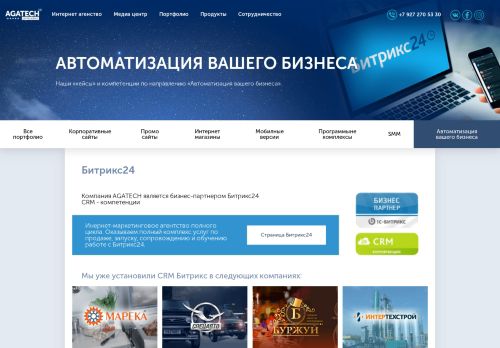 AGATECH
Интернет агенство
Медиа центр
Портфолио
Продукты
Сотрудничество
+7 927 270 53 30
АВТОМАТИЗАЦИЯ ВАШЕГО БИЗНЕСА
Битрикс24
Наши «кейсы» и компетенции по направлению «Автоматизация вашего бизнеса».
Все
портфолио
Корпоративные
сайты
Промо
сайты
Интернет
магазины
Мобильные
версии
Программные
комплексы
SMM
Автоматизация
вашего бизнеса
Битрикс24
Компания AGATECH является бизнес-партнером Битрикс24
CRM - компетенции
Инернет-маркетинговое агентство полного
цикла. Оказываем полный комплекс услуг по
продаже, запуску, сопровождению и обучению
работе с Битрикс24.
Страница Битрикс24
БИЗНЕС
ПАРТНЕР
1С-БИТРИКС
CRM
Мы уже установили CRM Битрикс в следующих компаниях:
МАРЕКА
СПЕЦАВТО
Б
БУРЖУЙ
ИНТЕРТЕХСТРОЙ